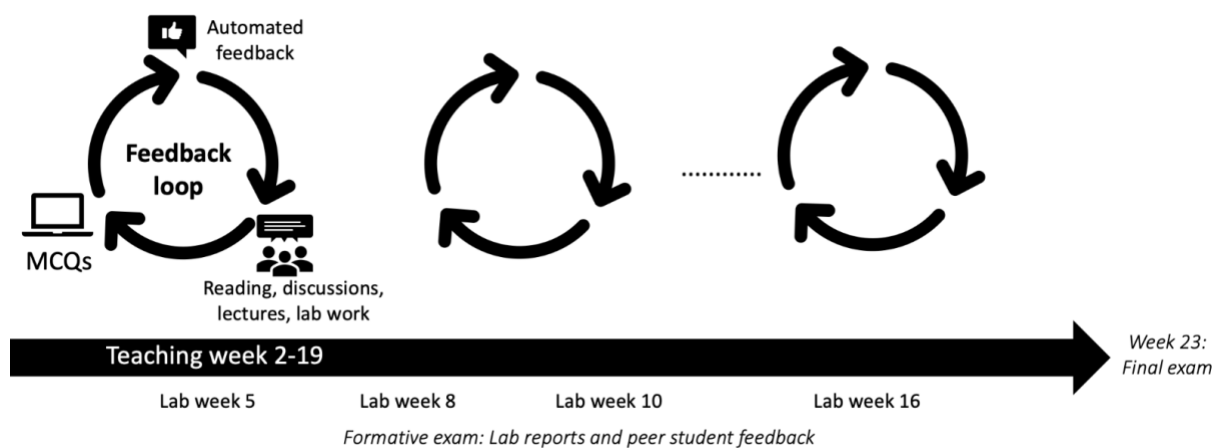 Automated
feedback
Feedback
loop
MCQs
Reading, discussions,
lectures, lab work
............
Teaching week 2-19
Week 23:
Final exam
Lab week 5
Lab week 8
Lab week 10
Lab week 16
Formative exam: Lab reports and peer student feedback